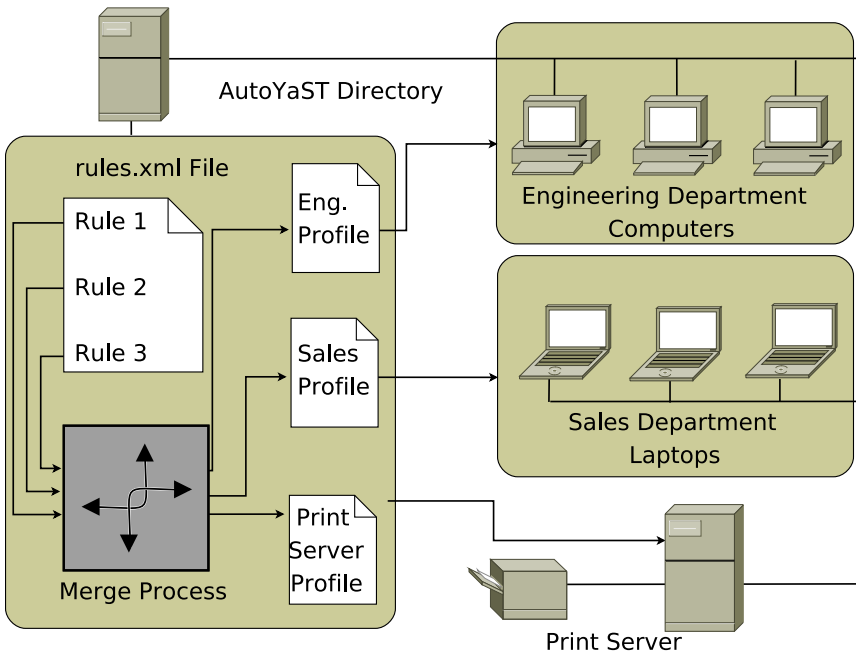 AutoYaST Directory
rules.xml File
Rule 1
Rule 2
Rule 3
Merge Process
Eng.
Profile
Sales
Profile
Print
Server
Profile
Engineering Department
Computers
Sales Department
Laptops
Print Server